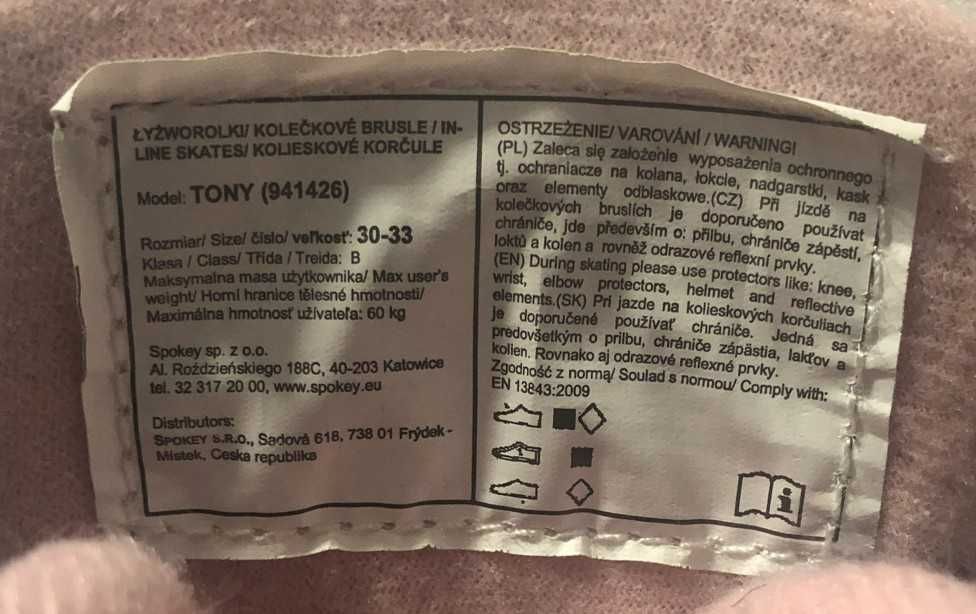 ŁYŻWOROLKI/ KOLEČKOVÉ BRUSLE / IN-
LINE SKATES/ KOLIESKOVÉ KORČULE
Model: TONY (941426)
Rozmiar/ Size/ číslo/ veľkosť: 30-33
Klasa / Class/ Třída / Treida: B
Maksymalna masa użytkownika/ Max user's
weight/ Horní hranice tělesné hmotnosti/
Maximálna hmotnosť užívateľa: 60 kg
Spokey sp. z o.o.
Al. Roździeńskiego 188C, 40-203 Katowice
tel. 32 317 20 00, www.spokey.eu
Distributors:
SPOKEY S.R.O., Sadová 618, 738 01 Frýdek -
Mistek, Ceska republika
OSTRZEŻENIE/ VAROVÁNÍ / WARNING!
(PL) Zaleca się założenie wyposażenia ochronnego
tj. ochraniacze na kolana, łokcie, nadgarstki, kask
oraz elementy odblaskowe.(CZ) Při jízdě na
kolečkových bruslích je doporučeno používat
chrániče, jde především o: přilbu, chrániče zápěstí,
loktů a kolen a rovněž odrazové reflexní prvky.
(EN) During skating please use protectors like: knee,
wrist, elbow protectors, helmet and reflective
elements.(SK) Pri jazde na kolieskových korčuliach
je doporučené používať chrániče. Jedná sa
predovšetkým o prilbu, chrániče zápästia, lakťov a
kolien. Rovnako aj odrazové reflexné prvky.
Zgodność z normą/ Soulad s normou/ Comply with:
EN 13843:2009